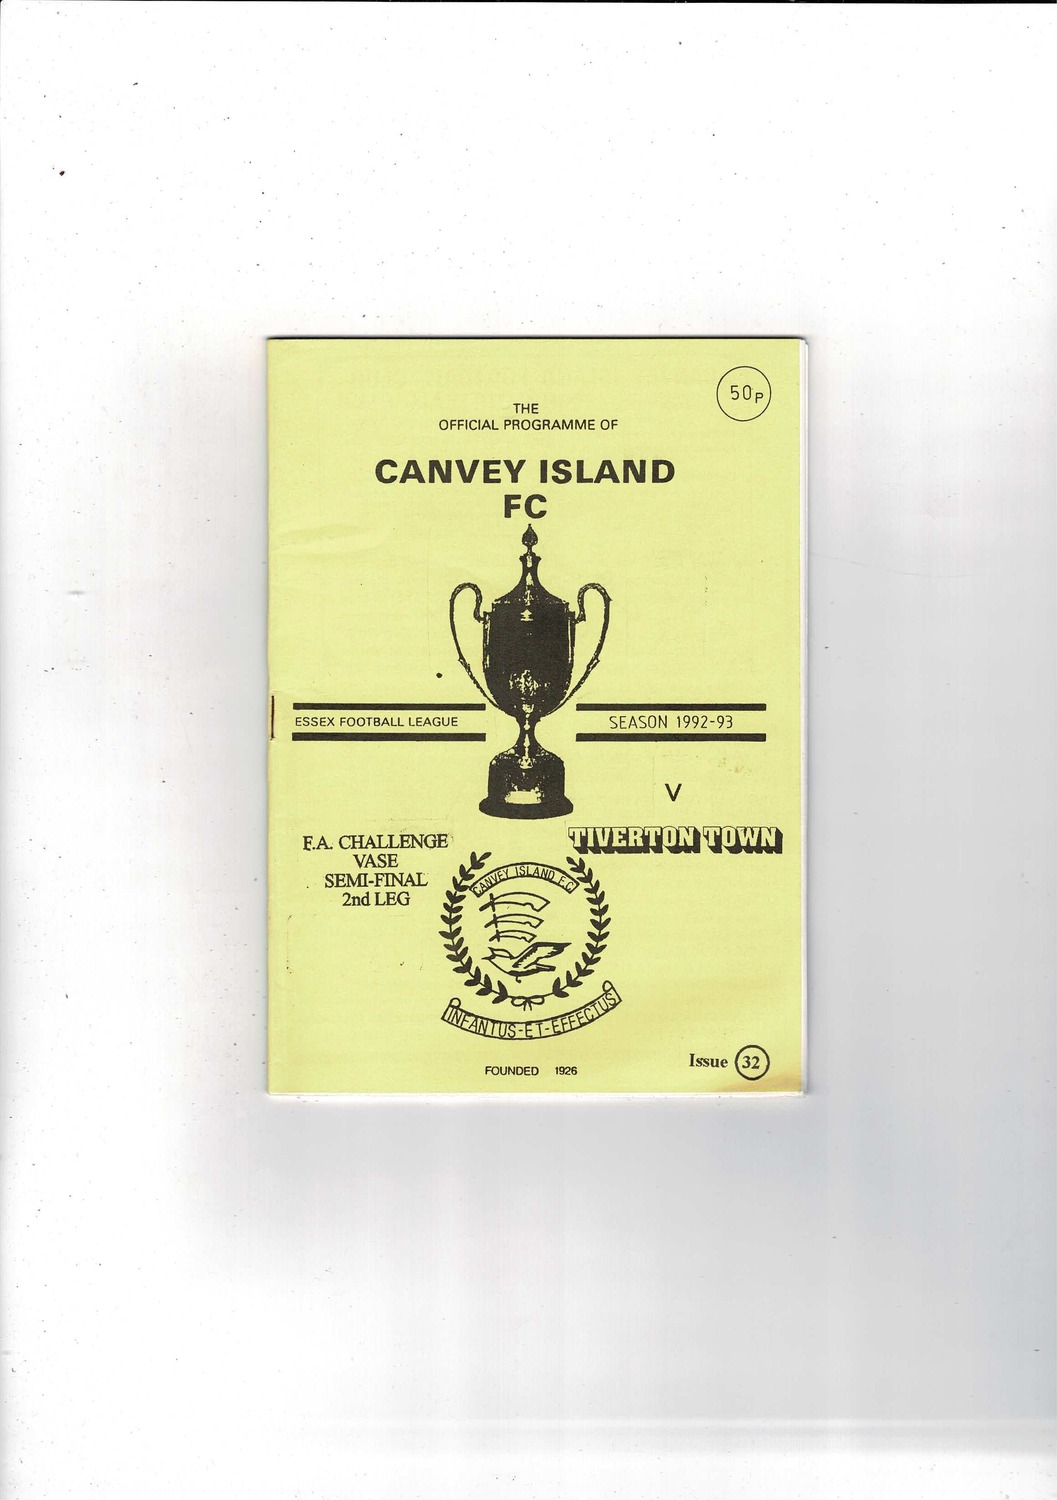 50p
THE
OFFICIAL PROGRAMME OF
CANVEY ISLAND
FC
ESSEX FOOTBALL LEAGUE
SEASON 1992-93
V
TIVERTON TOWN
F.A. CHALLENGE
VASE
SEMI-FINAL
2nd LEG
CANVEY ISLAND F.C
INFANTUS-ET-EFFECTUS
FOUNDED 1926
Issue 32